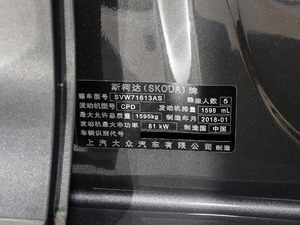 斯柯达(SKODA)牌
整车型号 SVW71613AS 乘坐人数 5
发动机型号 CPD 发动机排量 1598 mL
最大允许总质量 1595kg 制造年月 2018-01
发动机最大净功率 81 kW 制造国 中国
车辆识别代号
上汽大众汽车有限公司 制造